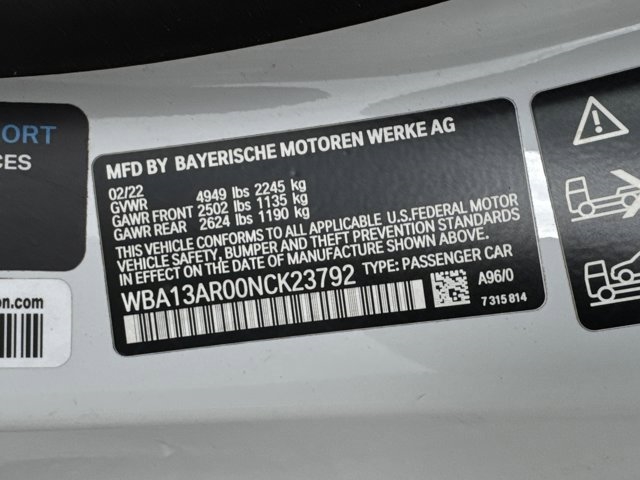 ORT
CES
on.com
MFD BY BAYERISCHE MOTOREN WERKE AG
02/22
GVWR 4949 lbs 2245 kg
GAWR FRONT 2502 lbs 1135 kg
GAWR REAR 2624 lbs 1190 kg
THIS VEHICLE CONFORMS TO ALL APPLICABLE U.S.FEDERAL MOTOR
VEHICLE SAFETY, BUMPER AND THEFT PREVENTION STANDARDS
IN EFFECT ON THE DATE OF MANUFACTURE SHOWN ABOVE.
WBA13AR00NCK23792 TYPE: PASSENGER CAR
A96/0
7 315 814